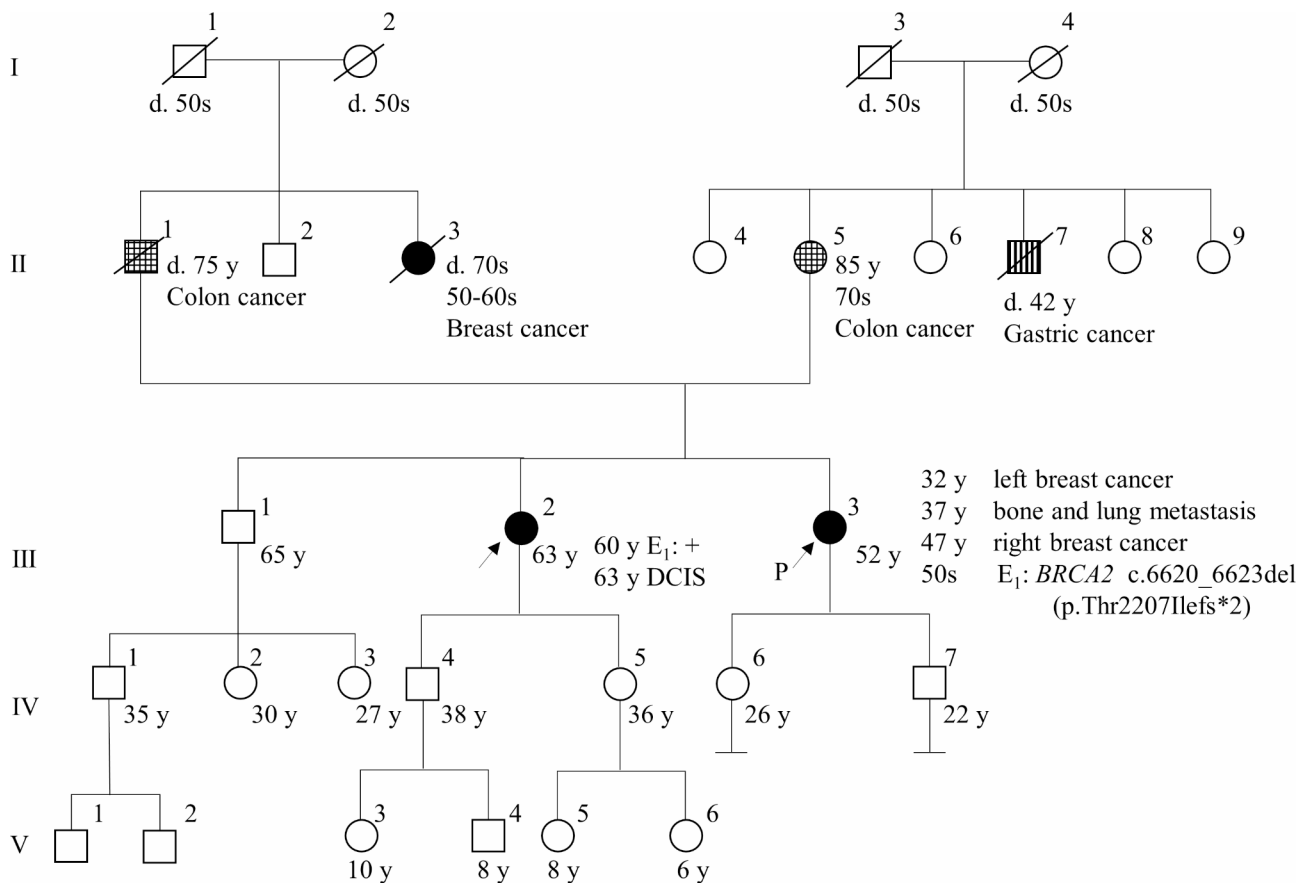 1 2 3 4
I
d. 50s d. 50s d. 50s d. 50s
1 2 3 4 5 6 7 8 9
II
d. 75 y
Colon cancer
d. 70s
50-60s
Breast cancer
85 y
70s
Colon cancer
d. 42 y
Gastric cancer
1 2 3
III
65 y
63 y
60 y E₁: +
63 y DCIS
P
52 y
32 y left breast cancer
37 y bone and lung metastasis
47 y right breast cancer
50s E₁: BRCA2 c.6620_6623del
(p.Thr2207Ilefs*2)
1 2 3 4 5 6 7
IV
35 y 30 y 27 y 38 y 36 y 26 y 22 y
1 2 3 4 5 6
V
10 y 8 y 8 y 6 y